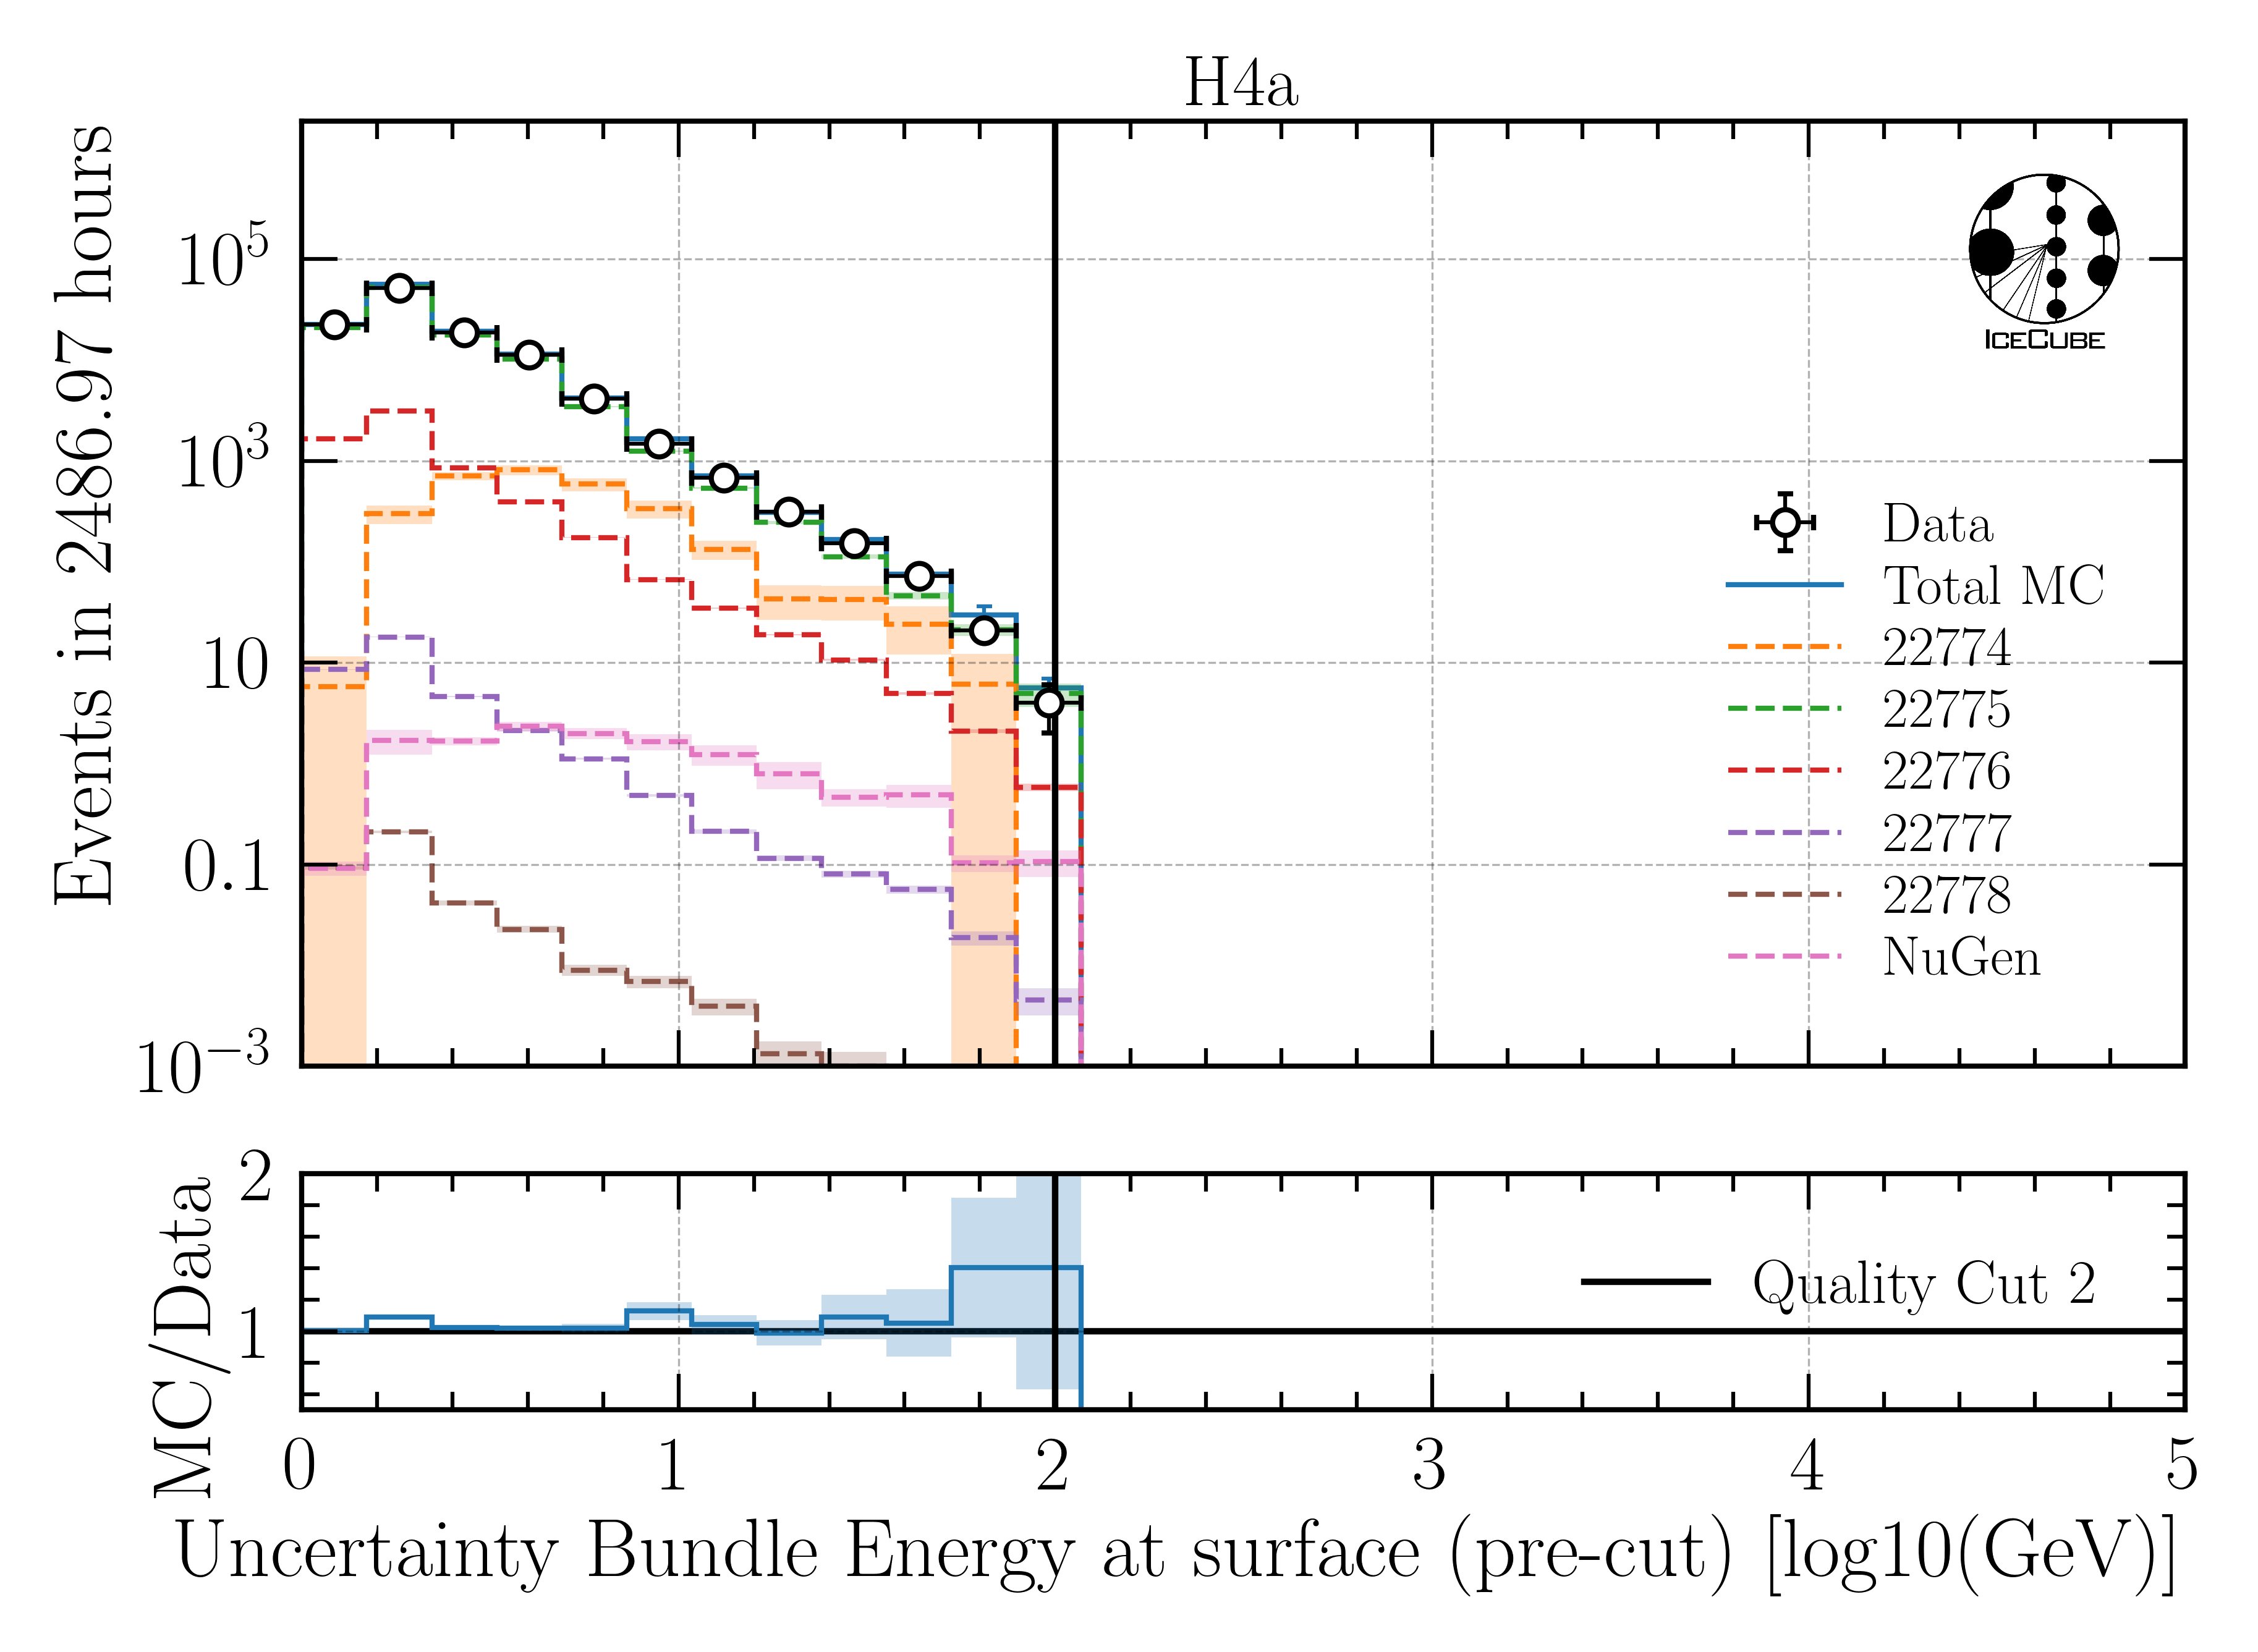 H4a
Events in 2486.97 hours
10^5
10^3
10
0.1
10^−3
IceCube
Data
Total MC
22774
22775
22776
22777
22778
NuGen
MC/Data
2
1
Quality Cut 2
0 1 2 3 4 5
Uncertainty Bundle Energy at surface (pre-cut) [log10(GeV)]